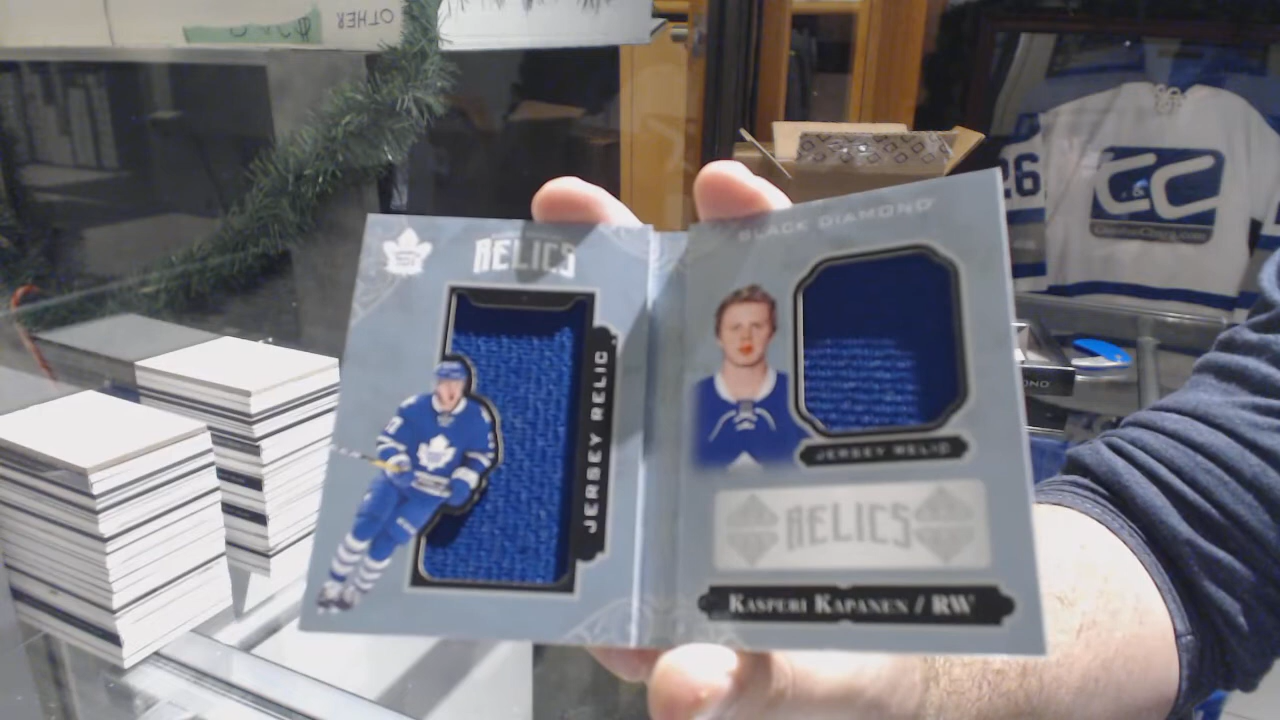 OTHER
RELICS
JERSEY RELIC
BLACK DIAMOND
JERSEY RELIC
RELICS
KASPERI KAPANEN / RW
26